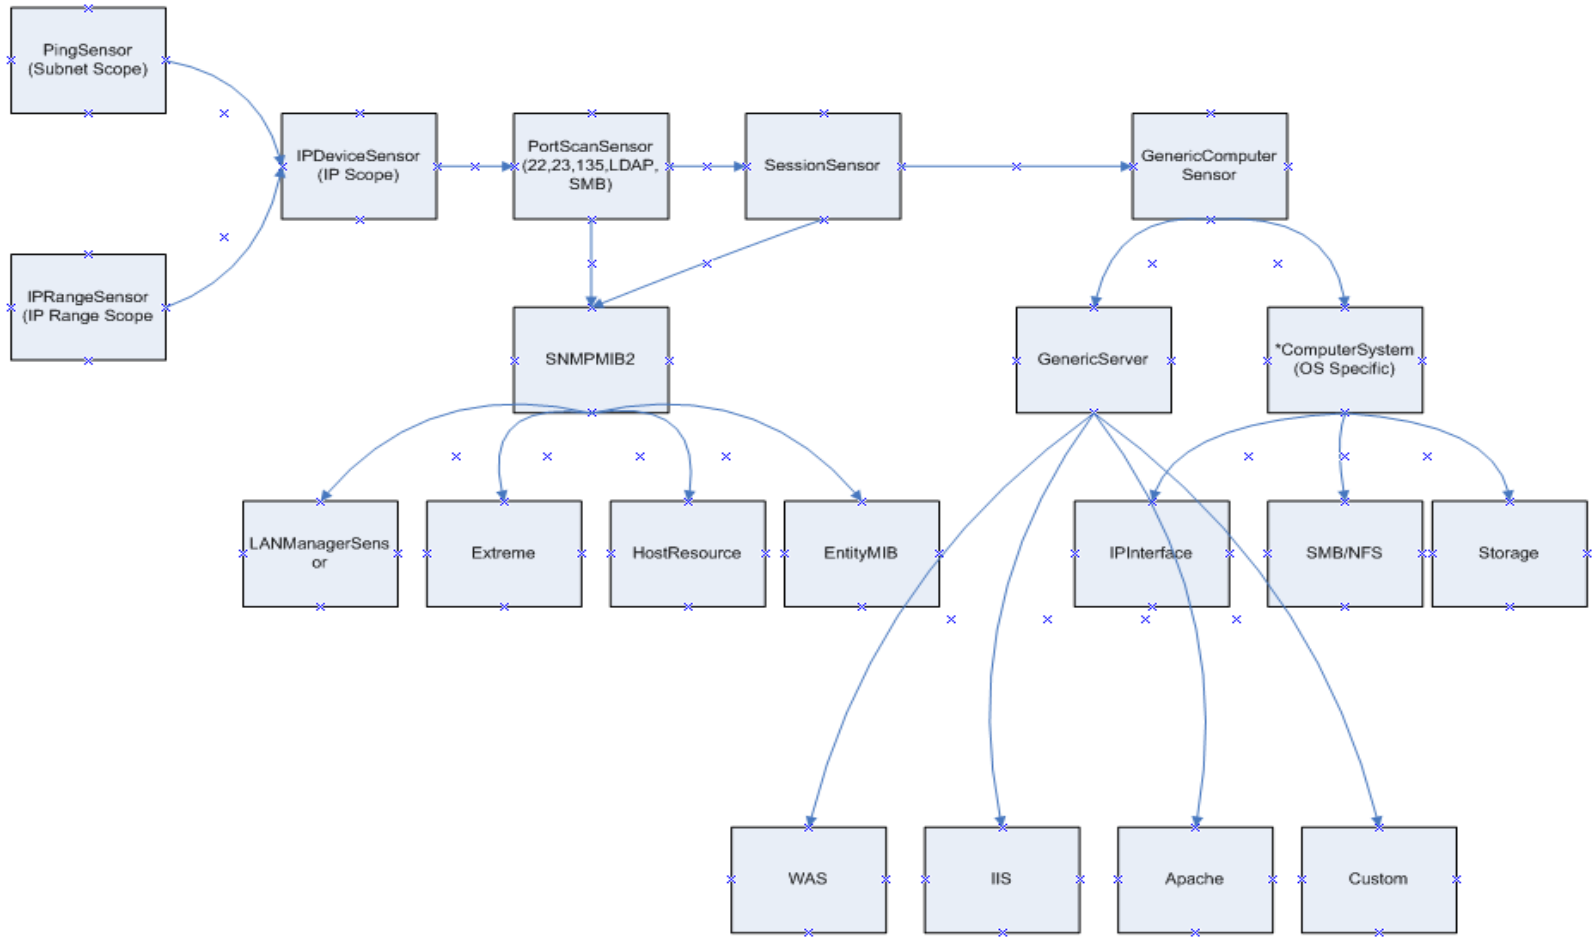 PingSensor
(Subnet Scope)
IPDeviceSensor
(IP Scope)
PortScanSensor
(22,23,135,LDAP,
SMB)
SessionSensor
GenericComputer
Sensor
IPRangeSensor
(IP Range Scope
SNMPMIB2
GenericServer
*ComputerSystem
(OS Specific)
LANManagerSens
or
Extreme
HostResource
EntityMIB
IPInterface
SMB/NFS
Storage
WAS
IIS
Apache
Custom